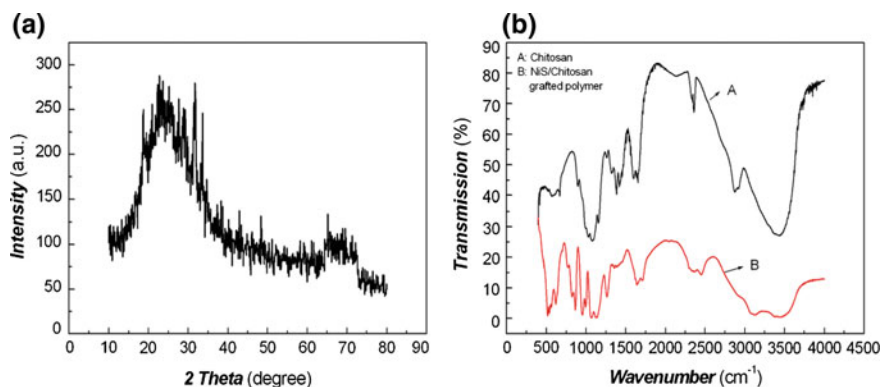 (a)
300
250
200
150
100
50
0
Intensity (a.u.)
0 10 20 30 40 50 60 70 80 90
2 Theta (degree)
(b)
90
80
70
60
50
40
30
20
10
0
Transmission (%)
A: Chitosan
B: NiS/Chitosan
grafted polymer
A
B
500 1000 1500 2000 2500 3000 3500 4000 4500
Wavenumber (cm⁻¹)